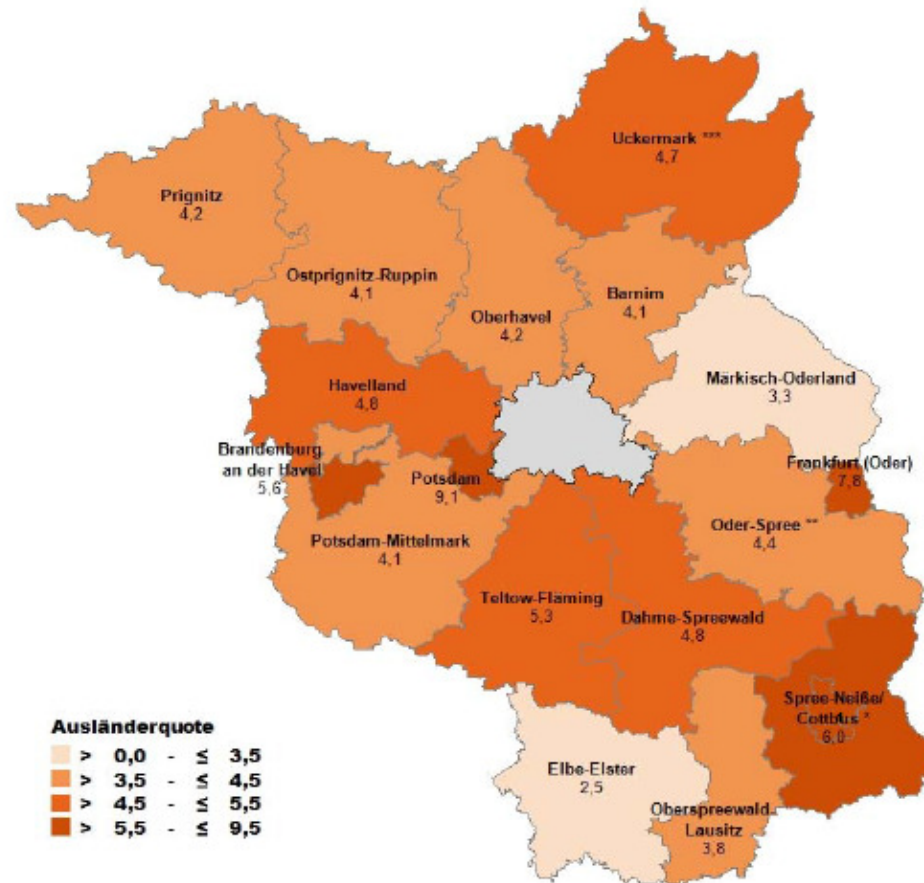 Uckermark ***
4,7
Prignitz
4,2
Ostprignitz-Ruppin
4,1
Oberhavel
4,2
Barnim
4,1
Märkisch-Oderland
3,3
Havelland
4,8
Brandenburg
an der Havel
5,6
Potsdam
9,1
Frankfurt (Oder)
7,8
Oder-Spree **
4,4
Potsdam-Mittelmark
4,1
Teltow-Fläming
5,3
Dahme-Spreewald
4,8
Spree-Neiße/
Cottbus *
6,0
Elbe-Elster
2,5
Oberspreewald-
Lausitz
3,8
Ausländerquote
> 0,0 - ≤ 3,5
> 3,5 - ≤ 4,5
> 4,5 - ≤ 5,5
> 5,5 - ≤ 9,5